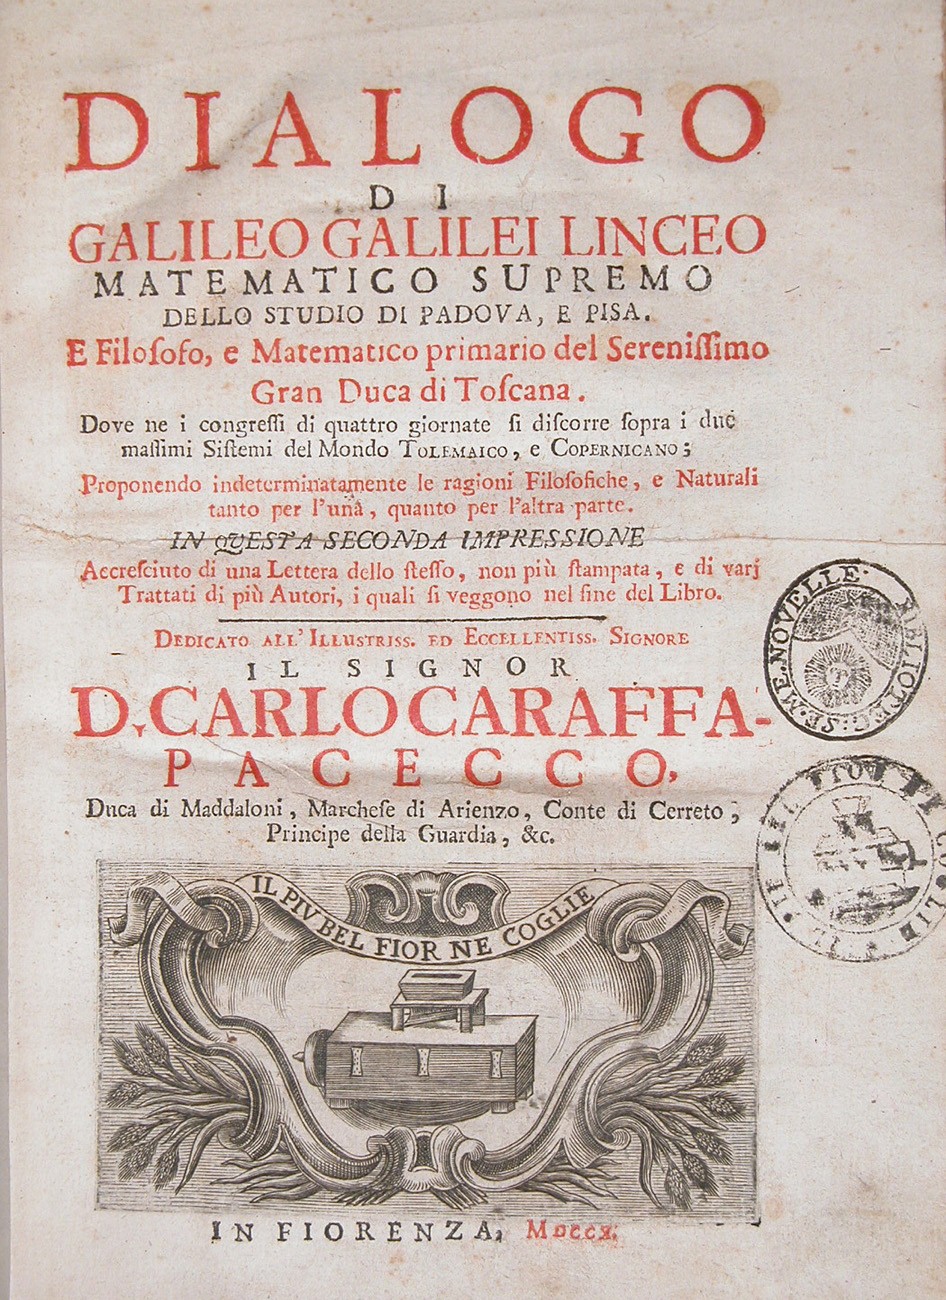 DIALOGO
DI
GALILEO GALILEI LINCEO
MATEMATICO SUPREMO
DELLO STUDIO DI PADOVA, E PISA.
E Filoſofo, e Matematico primario del Sereniſſimo
Gran Duca di Toſcana.
Dove ne i congreſſi di quattro giornate ſi diſcorre ſopra i due
maſſimi Siſtemi del Mondo TOLEMAICO, e COPERNICANO;
Proponendo indeterminatamente le ragioni Filoſofiche, e Naturali
tanto per l'una, quanto per l'altra parte.
IN QVESTA SECONDA IMPRESSIONE
Accreſciuto di una Lettera dello ſteſſo, non più ſtampata, e di varj
Trattati di più Autori, i quali ſi veggono nel fine del Libro.
DEDICATO ALL'ILLUSTRISS. ED ECCELLENTISS. SIGNORE
IL SIGNOR
D. CARLO CARAFFA-
PACECCO,
Duca di Maddaloni, Marcheſe di Arienzo, Conte di Cerreto;
Principe della Guardia, &c.
IL PIV BEL FIOR NE COGLIE
IN FIORENZA, MDCCX.
BIBLIOTEC. S. M.E. NOVELLE.